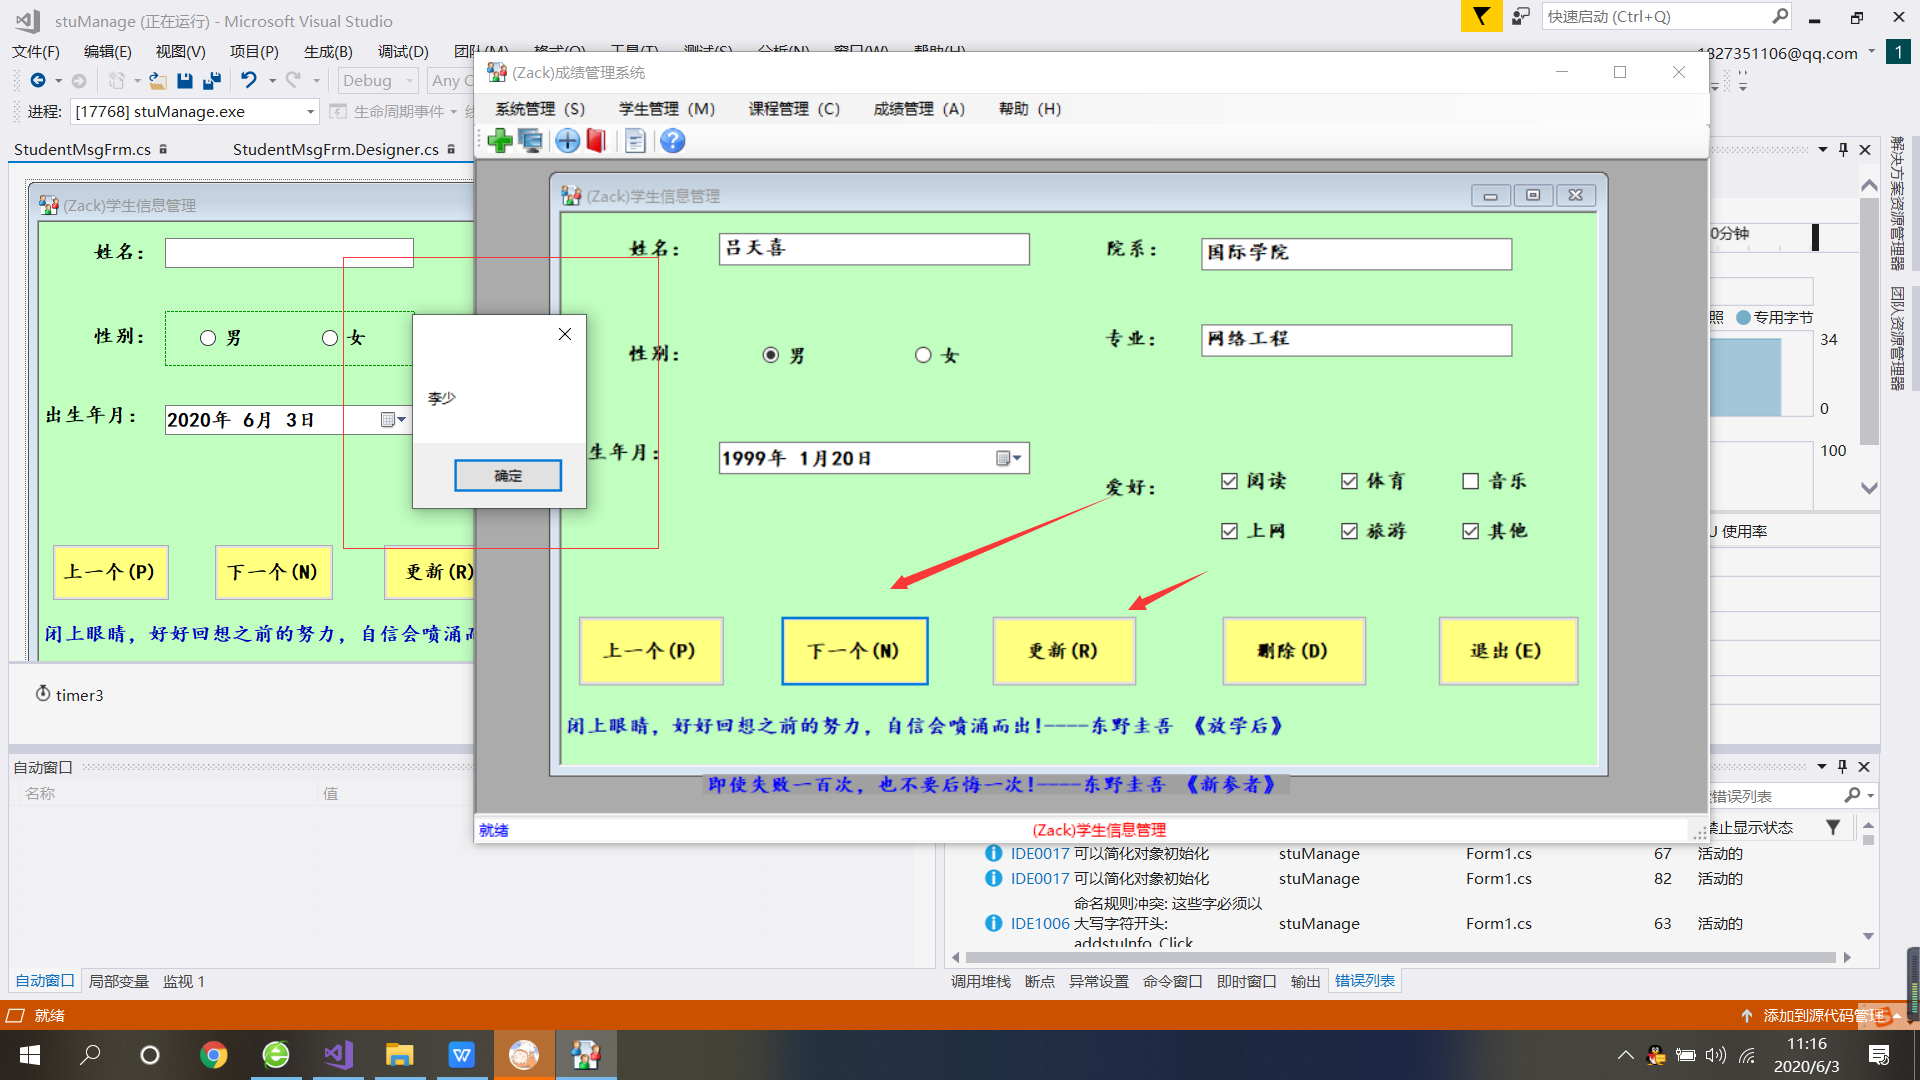 stuManage (正在运行) - Microsoft Visual Studio
快速启动 (Ctrl+Q)
文件(F) 编辑(E) 视图(V) 项目(P) 生成(B) 调试(D)
1827351106@qq.com
1
Debug
Any C
进程: [17768] stuManage.exe 生命周期事件
StudentMsgFrm.cs StudentMsgFrm.Designer.cs
(Zack)学生信息管理
姓名:
性别: 男 女
出生年月: 2020年 6月 3日
上一个(P) 下一个(N) 更新(R)
闭上眼睛, 好好回想之前的努力, 自信会喷涌
timer3
自动窗口
名称 值
自动窗口 局部变量 监视 1
李少
确定
(Zack)成绩管理系统
系统管理 (S) 学生管理 (M) 课程管理 (C) 成绩管理 (A) 帮助 (H)
(Zack)学生信息管理
姓名: 吕天喜 院系: 国际学院
性别: 男 女 专业: 网络工程
生年月: 1999年 1月20日
爱好: 阅读 体育 音乐
上网 旅游 其他
上一个(P) 下一个(N) 更新(R) 删除(D) 退出(E)
闭上眼睛, 好好回想之前的努力, 自信会喷涌而出!----东野圭吾 《放学后》
即使失败一百次, 也不要后悔一次!----东野圭吾 《新参者》
就绪 (Zack)学生信息管理
0分钟
照 专用字节
34
0
100
使用率
解决方案资源管理器
团队资源管理器
错误列表
禁止显示状态
IDE0017 可以简化对象初始化 stuManage Form1.cs 67 活动的
IDE0017 可以简化对象初始化 stuManage Form1.cs 82 活动的
IDE1006 命名规则冲突: 这些字必须以
大写字符开头:
addstuInfo_Click
stuManage Form1.cs 63 活动的
调用堆栈 断点 异常设置 命令窗口 即时窗口 输出 错误列表
就绪
添加到源代码管理
11:16
2020/6/3